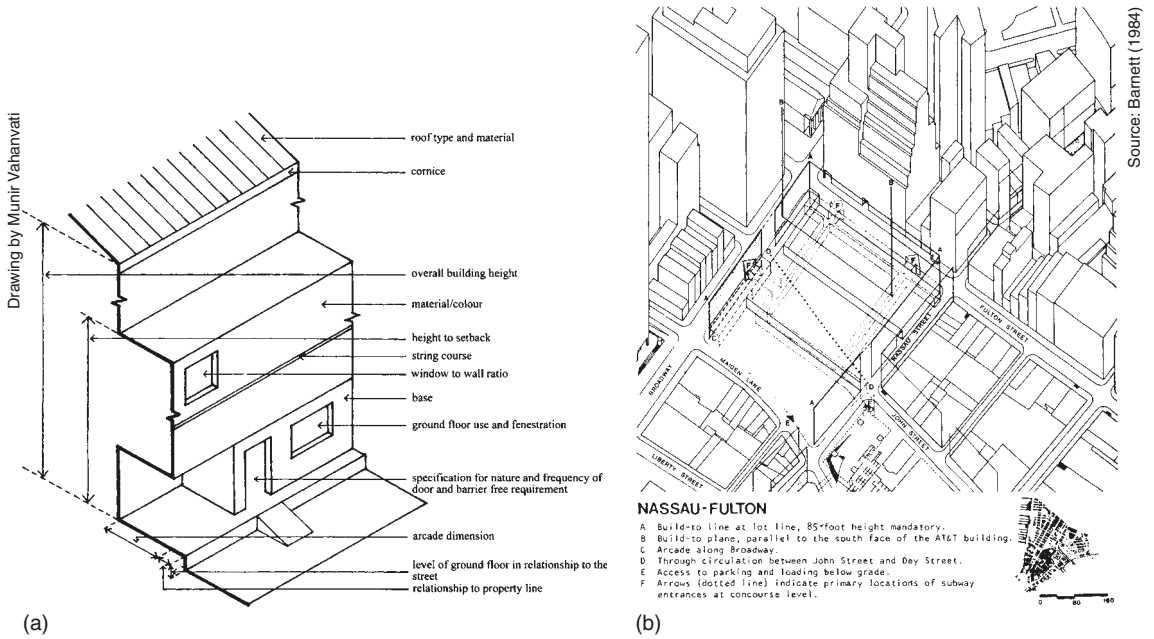 Drawing by Munir Vahanvati
roof type and material
cornice
overall building height
material/colour
height to setback
string course
window to wall ratio
base
ground floor use and fenestration
specification for nature and frequency of
door and barrier free requirement
arcade dimension
level of ground floor in relationship to the
street
relationship to property line
(a)
Source: Barnett (1984)
B
A
F
B
F
A
F
C
D
A
A
FULTON STREET
NASSAU STREET
BROADWAY
MAIDEN LANE
D
A
E
JOHN STREET
LIBERTY STREET
NASSAU-FULTON
A Build-to line at lot line, 85-foot height mandatory.
B Build-to plane, parallel to the south face of the AT&T building.
C Arcade along Broadway.
D Through circulation between John Street and Dey Street.
E Access to parking and loading below grade.
F Arrows (dotted line) indicate primary locations of subway
entrances at concourse level.
0 80 160
(b)